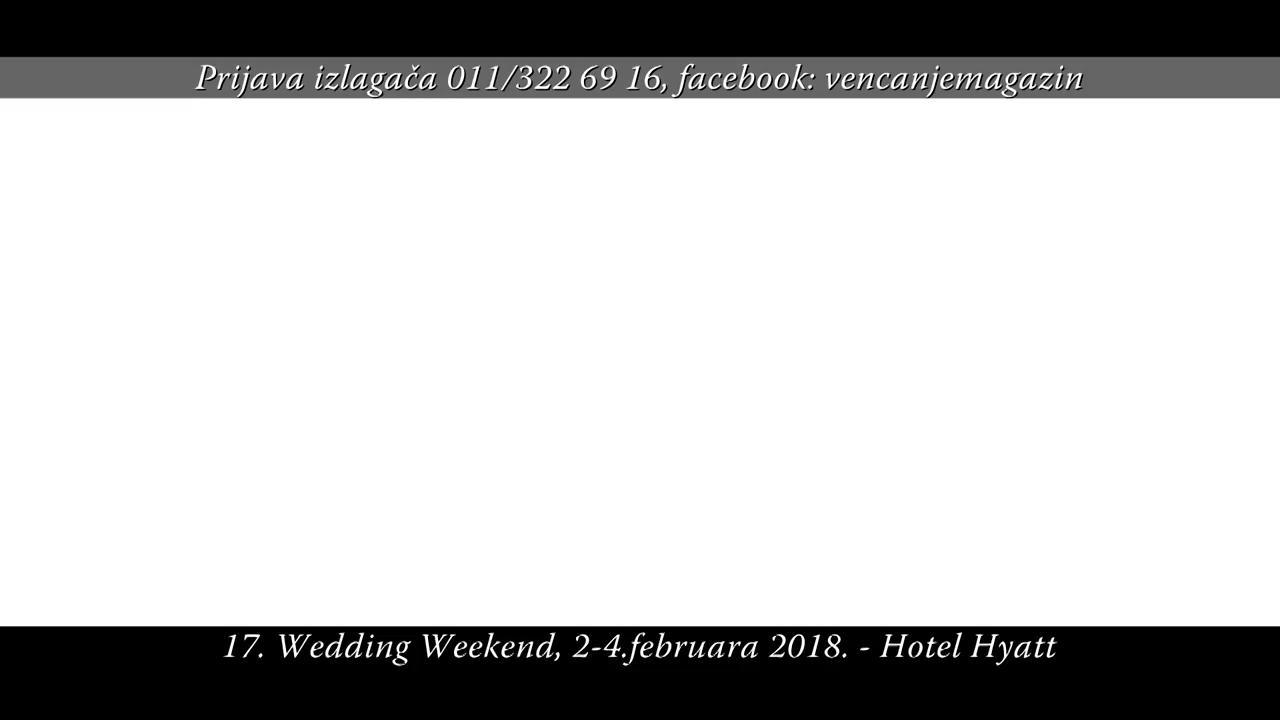 Prijava izlagača 011/322 69 16, facebook: vencanjemagazin
17. Wedding Weekend, 2-4.februara 2018. - Hotel Hyatt